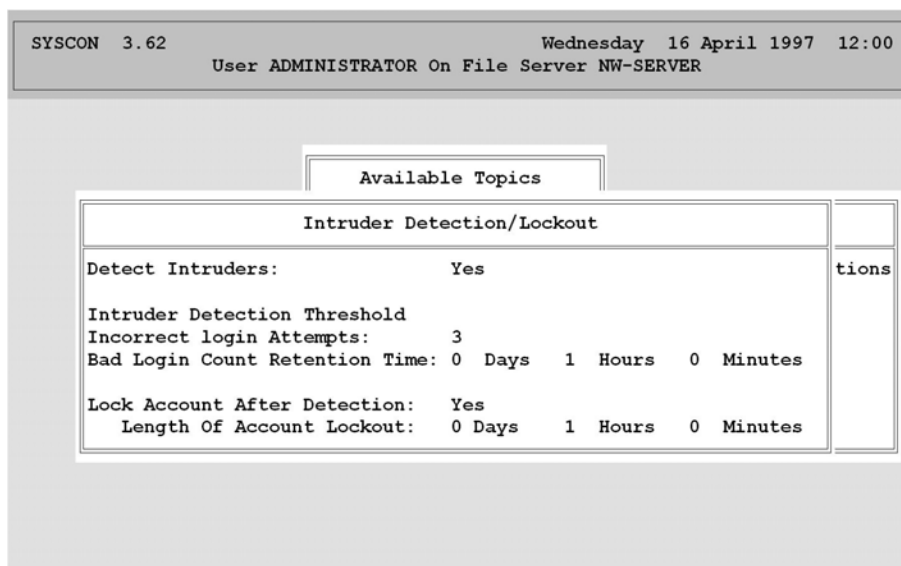 SYSCON 3.62 Wednesday 16 April 1997 12:00
User ADMINISTRATOR On File Server NW-SERVER
Available Topics
Intruder Detection/Lockout
Detect Intruders: Yes
tions
Intruder Detection Threshold
Incorrect login Attempts: 3
Bad Login Count Retention Time: 0 Days 1 Hours 0 Minutes
Lock Account After Detection: Yes
Length Of Account Lockout: 0 Days 1 Hours 0 Minutes